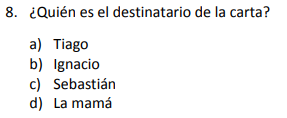 8. ¿Quién es el destinatario de la carta?
a) Tiago
b) Ignacio
c) Sebastián
d) La mamá